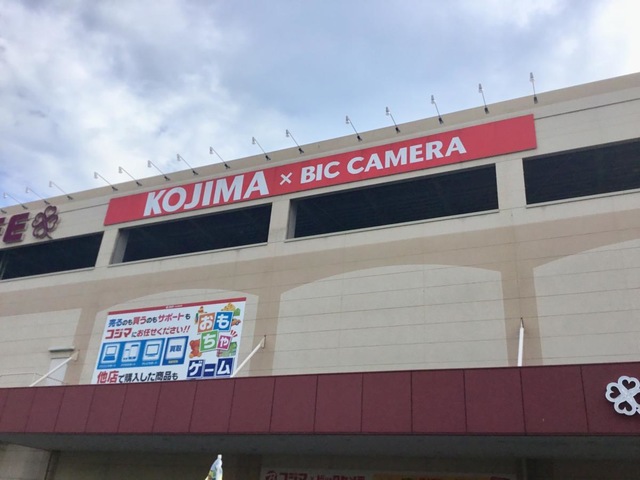 KOJIMA × BIC CAMERA
E
売るのも買うのもサポートも
コジマにお任せください!!
買取
おもちゃ
ゲーム
他店で購入した商品も